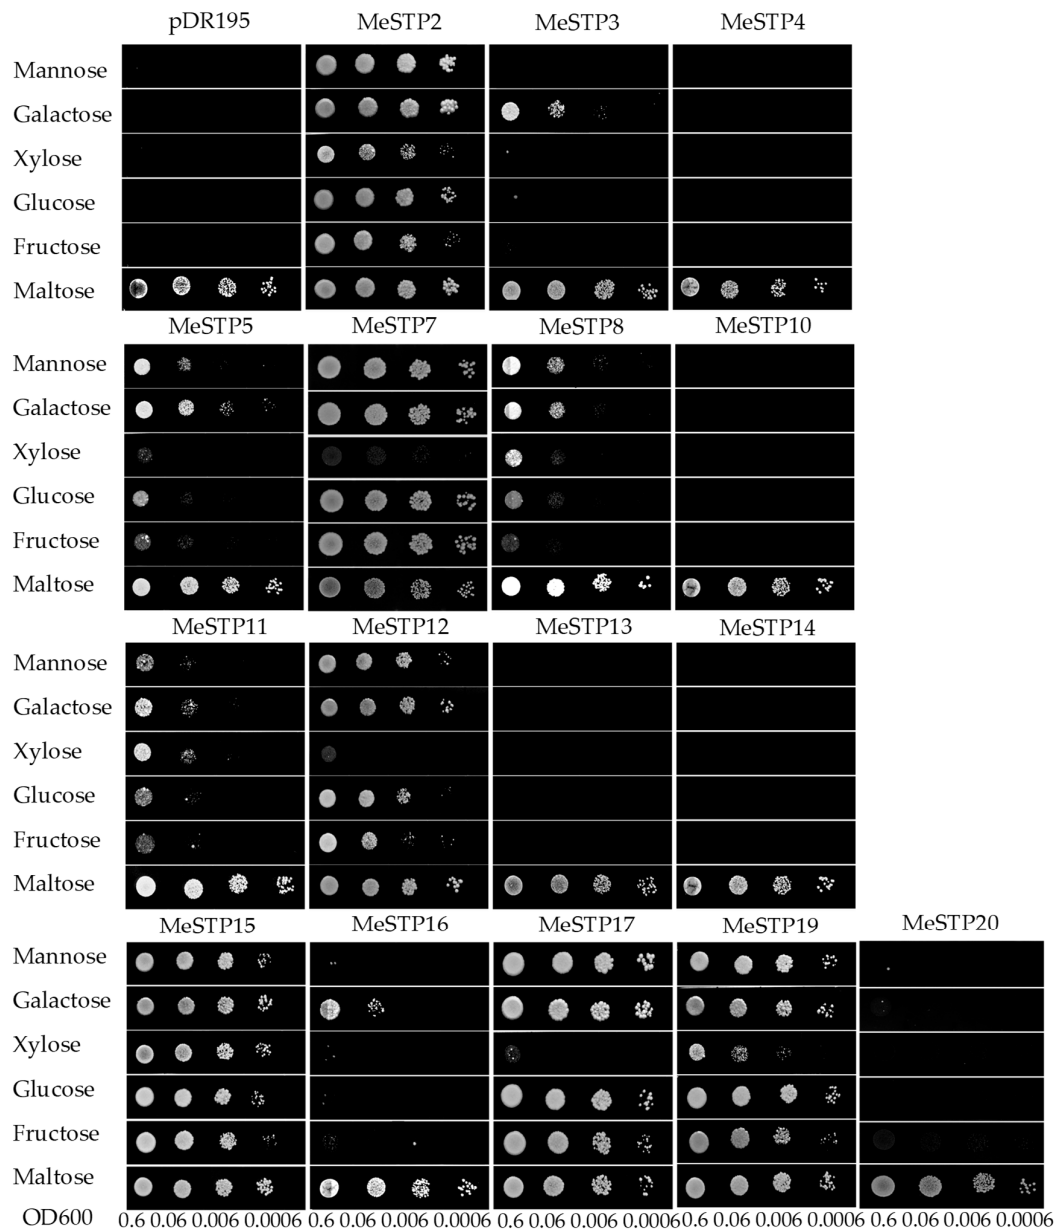 pDR195 MeSTP2 MeSTP3 MeSTP4
Mannose
Galactose
Xylose
Glucose
Fructose
Maltose
MeSTP5 MeSTP7 MeSTP8 MeSTP10
Mannose
Galactose
Xylose
Glucose
Fructose
Maltose
MeSTP11 MeSTP12 MeSTP13 MeSTP14
Mannose
Galactose
Xylose
Glucose
Fructose
Maltose
MeSTP15 MeSTP16 MeSTP17 MeSTP19 MeSTP20
Mannose
Galactose
Xylose
Glucose
Fructose
Maltose
OD600 0.6 0.06 0.006 0.0006 0.6 0.06 0.006 0.0006 0.6 0.06 0.006 0.0006 0.6 0.06 0.006 0.0006 0.6 0.06 0.006 0.0006